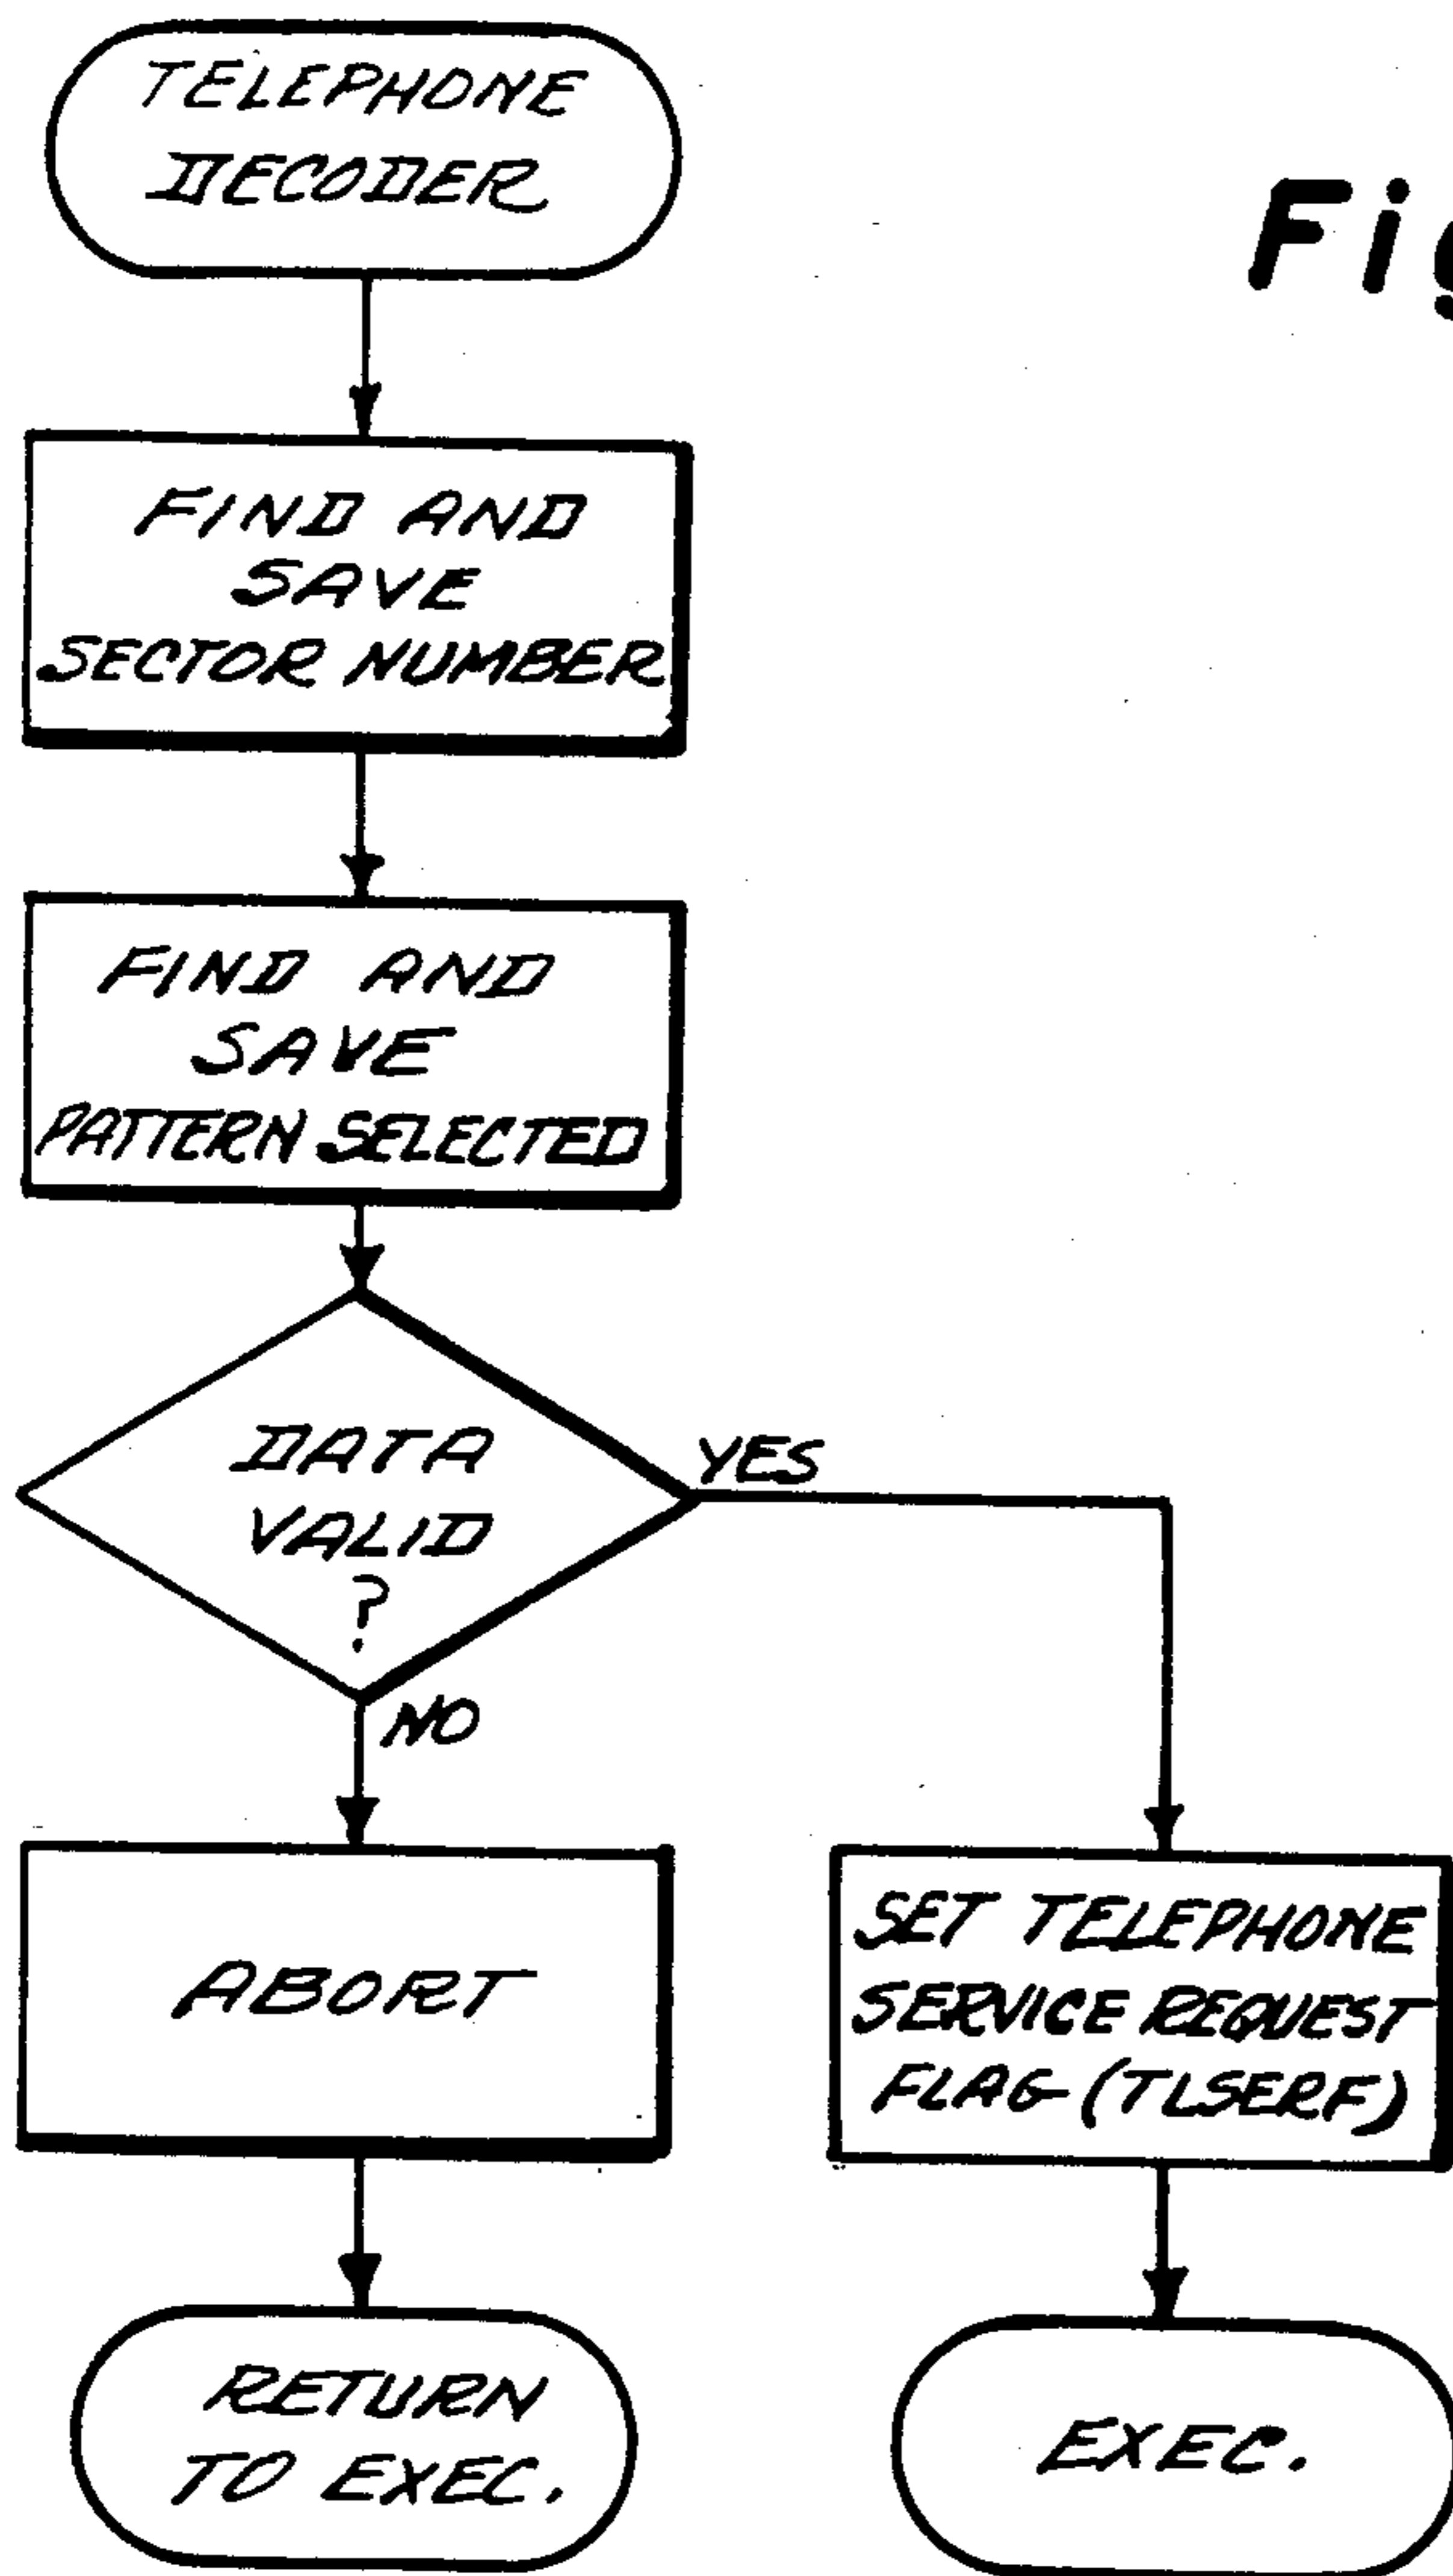 TELEPHONE
DECODER
FIND AND
SAVE
SECTOR NUMBER
FIND AND
SAVE
PATTERN SELECTED
DATA
VALID
?
YES
NO
ABORT
SET TELEPHONE
SERVICE REQUEST
FLAG (TLSERF)
RETURN
TO EXEC.
EXEC.